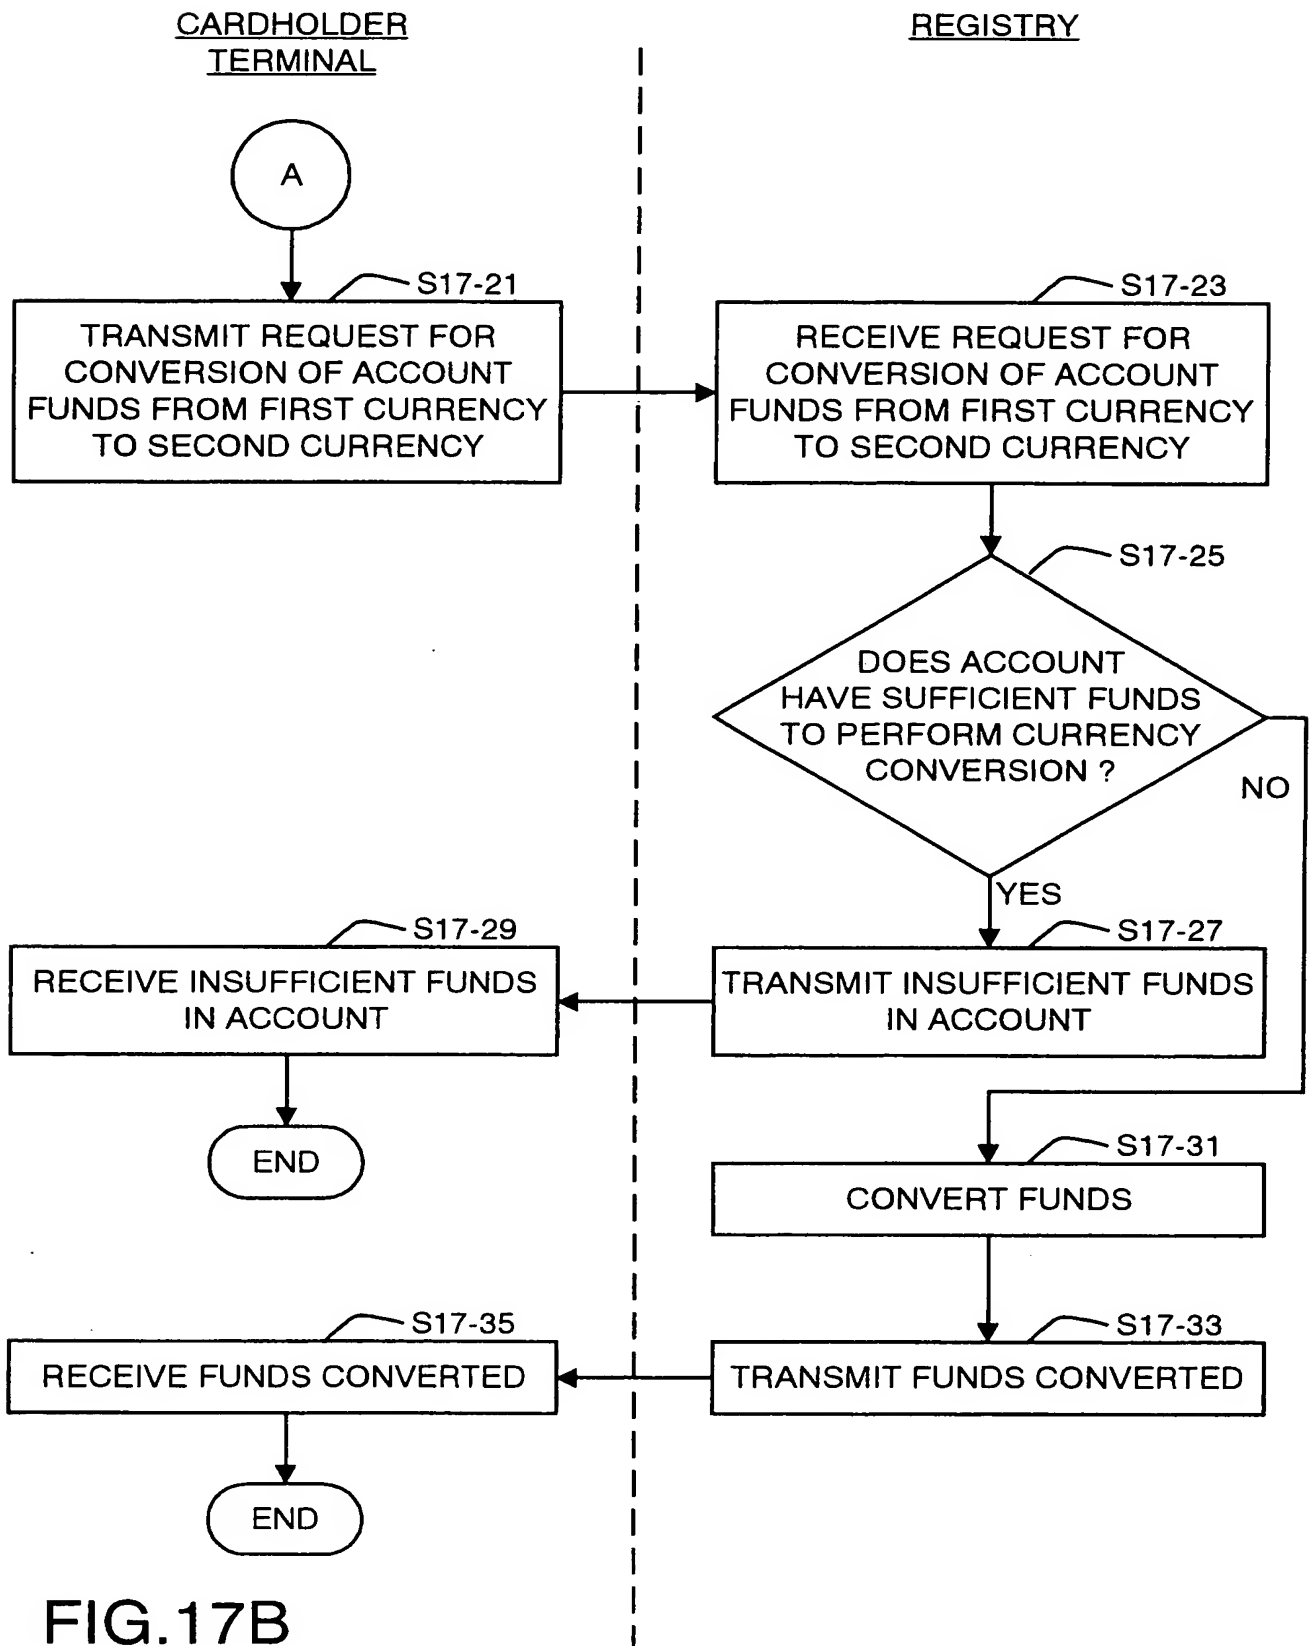 CARDHOLDER
TERMINAL
REGISTRY
A
S17-21
TRANSMIT REQUEST FOR
CONVERSION OF ACCOUNT
FUNDS FROM FIRST CURRENCY
TO SECOND CURRENCY
S17-23
RECEIVE REQUEST FOR
CONVERSION OF ACCOUNT
FUNDS FROM FIRST CURRENCY
TO SECOND CURRENCY
S17-25
DOES ACCOUNT
HAVE SUFFICIENT FUNDS
TO PERFORM CURRENCY
CONVERSION ?
NO
YES
S17-27
TRANSMIT INSUFFICIENT FUNDS
IN ACCOUNT
S17-29
RECEIVE INSUFFICIENT FUNDS
IN ACCOUNT
END
S17-31
CONVERT FUNDS
S17-33
TRANSMIT FUNDS CONVERTED
S17-35
RECEIVE FUNDS CONVERTED
END
FIG.17B